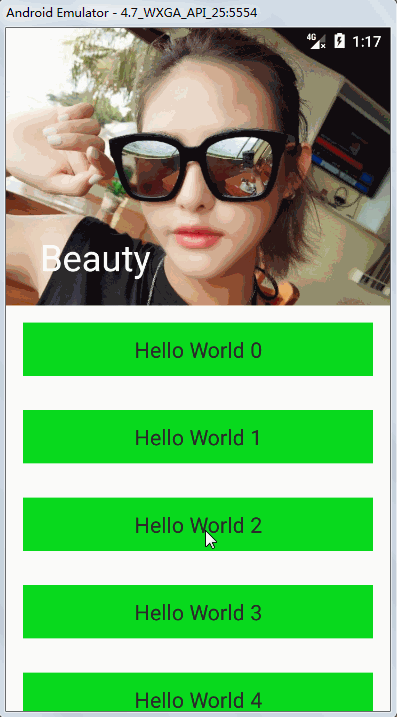 Android Emulator - 4.7_WXGA_API_25:5554
4G 1:17
Beauty
Hello World 0
Hello World 1
Hello World 2
Hello World 3
Hello World 4